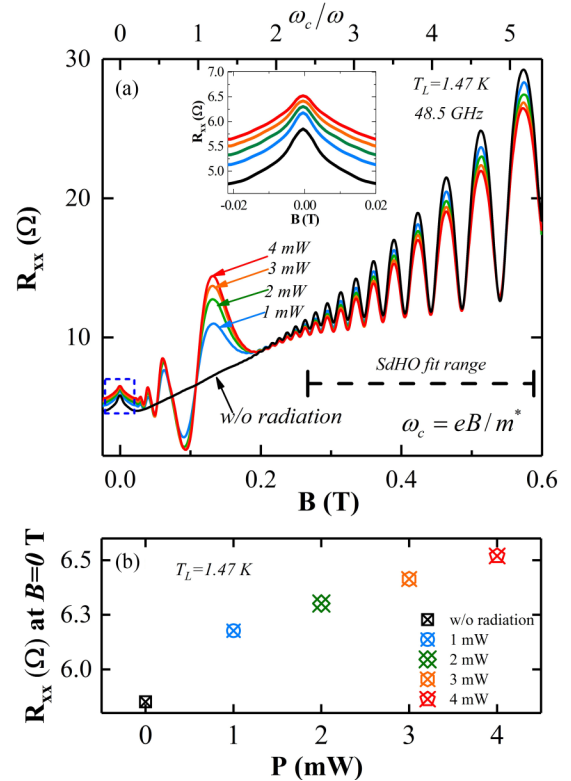 ω_c/ω
0 1 2 3 4 5
30
20
10
R_xx (Ω)
(a)
T_L=1.47 K
48.5 GHz
7.0
6.5
6.0
5.5
5.0
R_xx (Ω)
-0.02 0.00 0.02
B (T)
4 mW
3 mW
2 mW
1 mW
w/o radiation
SdHO fit range
ω_c = eB/m*
0.0 0.2 0.4 0.6
B (T)
(b)
T_L=1.47 K
6.5
6.3
6.0
R_xx (Ω) at B=0 T
w/o radiation
1 mW
2 mW
3 mW
4 mW
0 1 2 3 4
P (mW)